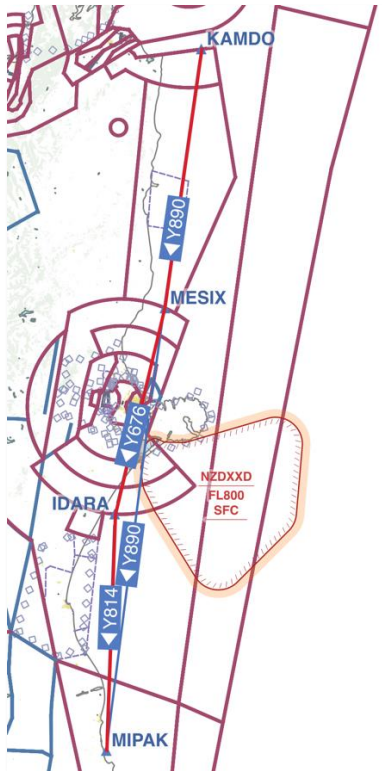 KAMDO
◀Y890
MESIX
◀Y676
NZDXXD
FL800
SFC
IDARA
◀Y890
◀Y814
MIPAK